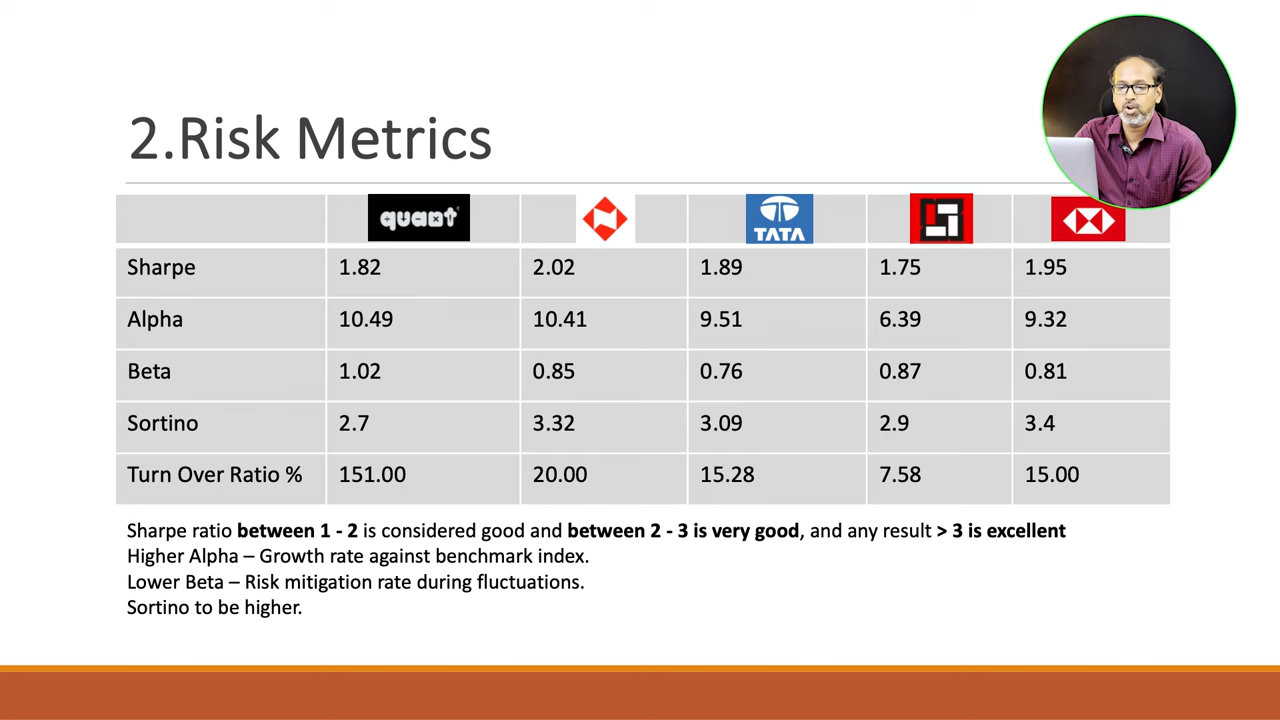 2.Risk Metrics
quant TATA
Sharpe 1.82 2.02 1.89 1.75 1.95
Alpha 10.49 10.41 9.51 6.39 9.32
Beta 1.02 0.85 0.76 0.87 0.81
Sortino 2.7 3.32 3.09 2.9 3.4
Turn Over Ratio % 151.00 20.00 15.28 7.58 15.00
Sharpe ratio between 1 - 2 is considered good and between 2 - 3 is very good, and any result > 3 is excellent
Higher Alpha – Growth rate against benchmark index.
Lower Beta – Risk mitigation rate during fluctuations.
Sortino to be higher.